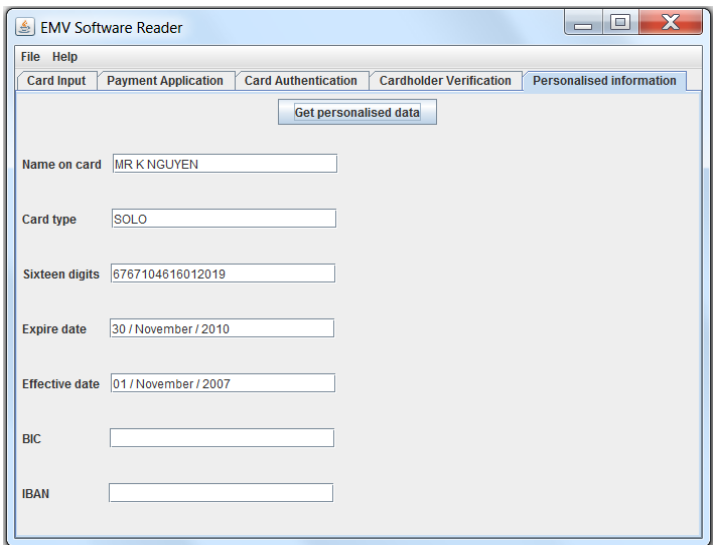 EMV Software Reader
File Help
Card Input Payment Application Card Authentication Cardholder Verification Personalised information
Get personalised data
Name on card MR K NGUYEN
Card type SOLO
Sixteen digits 6767104616012019
Expire date 30 / November / 2010
Effective date 01 / November / 2007
BIC
IBAN